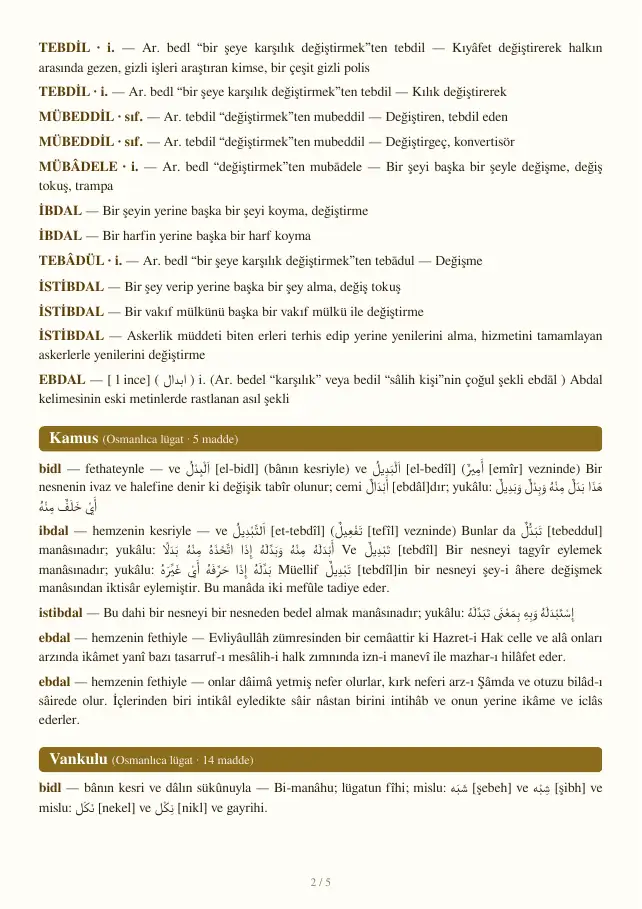 TEBDİL · i. — Ar. bedl “bir şeye karşılık değiştirmek”ten tebdіl — Kıyâfet değiştirerek halkın
arasında gezen, gizli işleri araştıran kimse, bir çeşit gizli polis
TEBDİL · i. — Ar. bedl “bir şeye karşılık değiştirmek”ten tebdil — Kılık değiştirerek
MÜBEDDİL · sıf. — Ar. tebdil “değiştirmek”ten mubeddil — Değiştiren, tebdil eden
MÜBEDDİL · sıf. — Ar. tebdil “değiştirmek”ten mubeddil — Değiştirgeç, konvertisör
MÜBÂDELE · i. — Ar. bedl “değiştirmek”ten mubādele — Bir şeyi başka bir şeyle değişme, değiş
tokuş, trampa
İBDAL — Bir şeyin yerine başka bir şeyi koyma, değiştirme
İBDAL — Bir harfin yerine başka bir harf koyma
TEBÂDÜL · i. — Ar. bedl “bir şeye karşılık değiştirmek”ten tebādul — Değişme
İSTİBDAL — Bir şey verip yerine başka bir şey alma, değiş tokuş
İSTİBDAL — Bir vakıf mülkünü başka bir vakıf mülkü ile değiştirme
İSTİBDAL — Askerlik müddeti biten erleri terhis edip yerine yenilerini alma, hizmetini tamamlayan
askerlerle yenilerini değiştirme
EBDAL — [ l ince] ( ابدال ) i. (Ar. bedel “karşılık” veya bedіl “sâlih kişi”nin çoğul şekli ebdāl ) Abdal
kelimesinin eski metinlerde rastlanan asıl şekli
Kamus (Osmanlıca lügat · 5 madde)
bidl — fethateynle — ve اَلْبِدْلُ [el-bidl] (bânın kesriyle) ve اَلْبَدِيلُ [el-bedîl] (أَمِيرٌ [emîr] vezninde) Bir
nesnenin ivaz ve halefine denir ki değişik tabîr olunur; cemi أَبْدَالٌ [ebdâl]dır; yukâlu: هَذَا بَدَلٌ مِنْهُ وَبِدْلٌ وَبَدِيلٌ
أَيْ خَلَفٌ مِنْهُ
ibdal — hemzenin kesriyle — ve اَلتَّبْدِيلُ [et-tebdîl] (تَفْعِيلٌ [tefîl] vezninde) Bunlar da تَبَدُّلٌ [tebeddul]
manâsınadır; yukâlu: أَبْدَلَهُ مِنْهُ وَبَدَّلَهُ إِذَا اتَّخَذَهُ مِنْهُ بَدَلًا Ve تَبْدِيلٌ [tebdîl] Bir nesneyi tagyîr eylemek
manâsınadır; yukâlu: بَدَّلَهُ إِذَا حَرَّفَهُ أَيْ غَيَّرَهُ Müellif تَبْدِيلٌ [tebdîl]in bir nesneyi şey-i âhere değişmek
manâsından iktisâr eylemiştir. Bu manâda iki mefûle tadiye eder.
istibdal — Bu dahi bir nesneyi bir nesneden bedel almak manâsınadır; yukâlu: إِسْتَبْدَلَهُ وَبِهِ بِمَعْنَى تَبَدَّلَهُ
ebdal — hemzenin fethiyle — Evliyâullâh zümresinden bir cemâattir ki Hazret-i Hak celle ve alâ onları
arzında ikâmet yanî bazı tasarruf-ı mesâlih-i halk zımnında izn-i manevî ile mazhar-ı hilâfet eder.
ebdal — hemzenin fethiyle — onlar dâimâ yetmiş nefer olurlar, kırk neferi arz-ı Şâmda ve otuzu bilâd-ı
sâirede olur. İçlerinden biri intikâl eyledikte sâir nâstan birini intihâb ve onun yerine ikâme ve iclâs
ederler.
Vankulu (Osmanlıca lügat · 14 madde)
bidl — bânın kesri ve dâlın sükûnuyla — Bi-manâhu; lügatun fîhi; mislu: شَبَه [şebeh] ve شِبْه [şibh] ve
mislu: نَكَل [nekel] ve نِكْل [nikl] ve gayrihi.
2 / 5